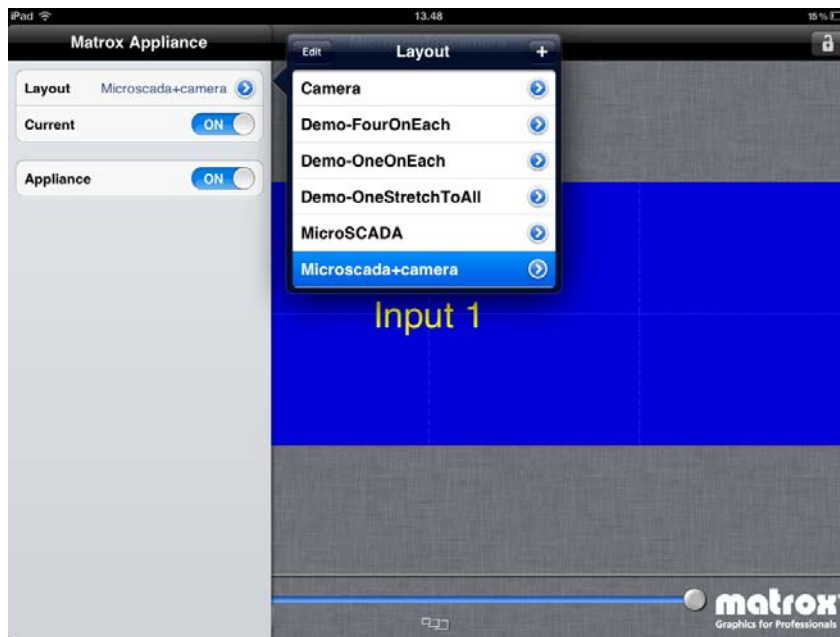 iPad 13.48 15 %
Matrox Appliance
Layout Microscada+camera
Current ON
Appliance ON
Edit Layout +
Camera
Demo-FourOnEach
Demo-OneOnEach
Demo-OneStretchToAll
MicroSCADA
Microscada+camera
Input 1
matrox
Graphics for Professionals